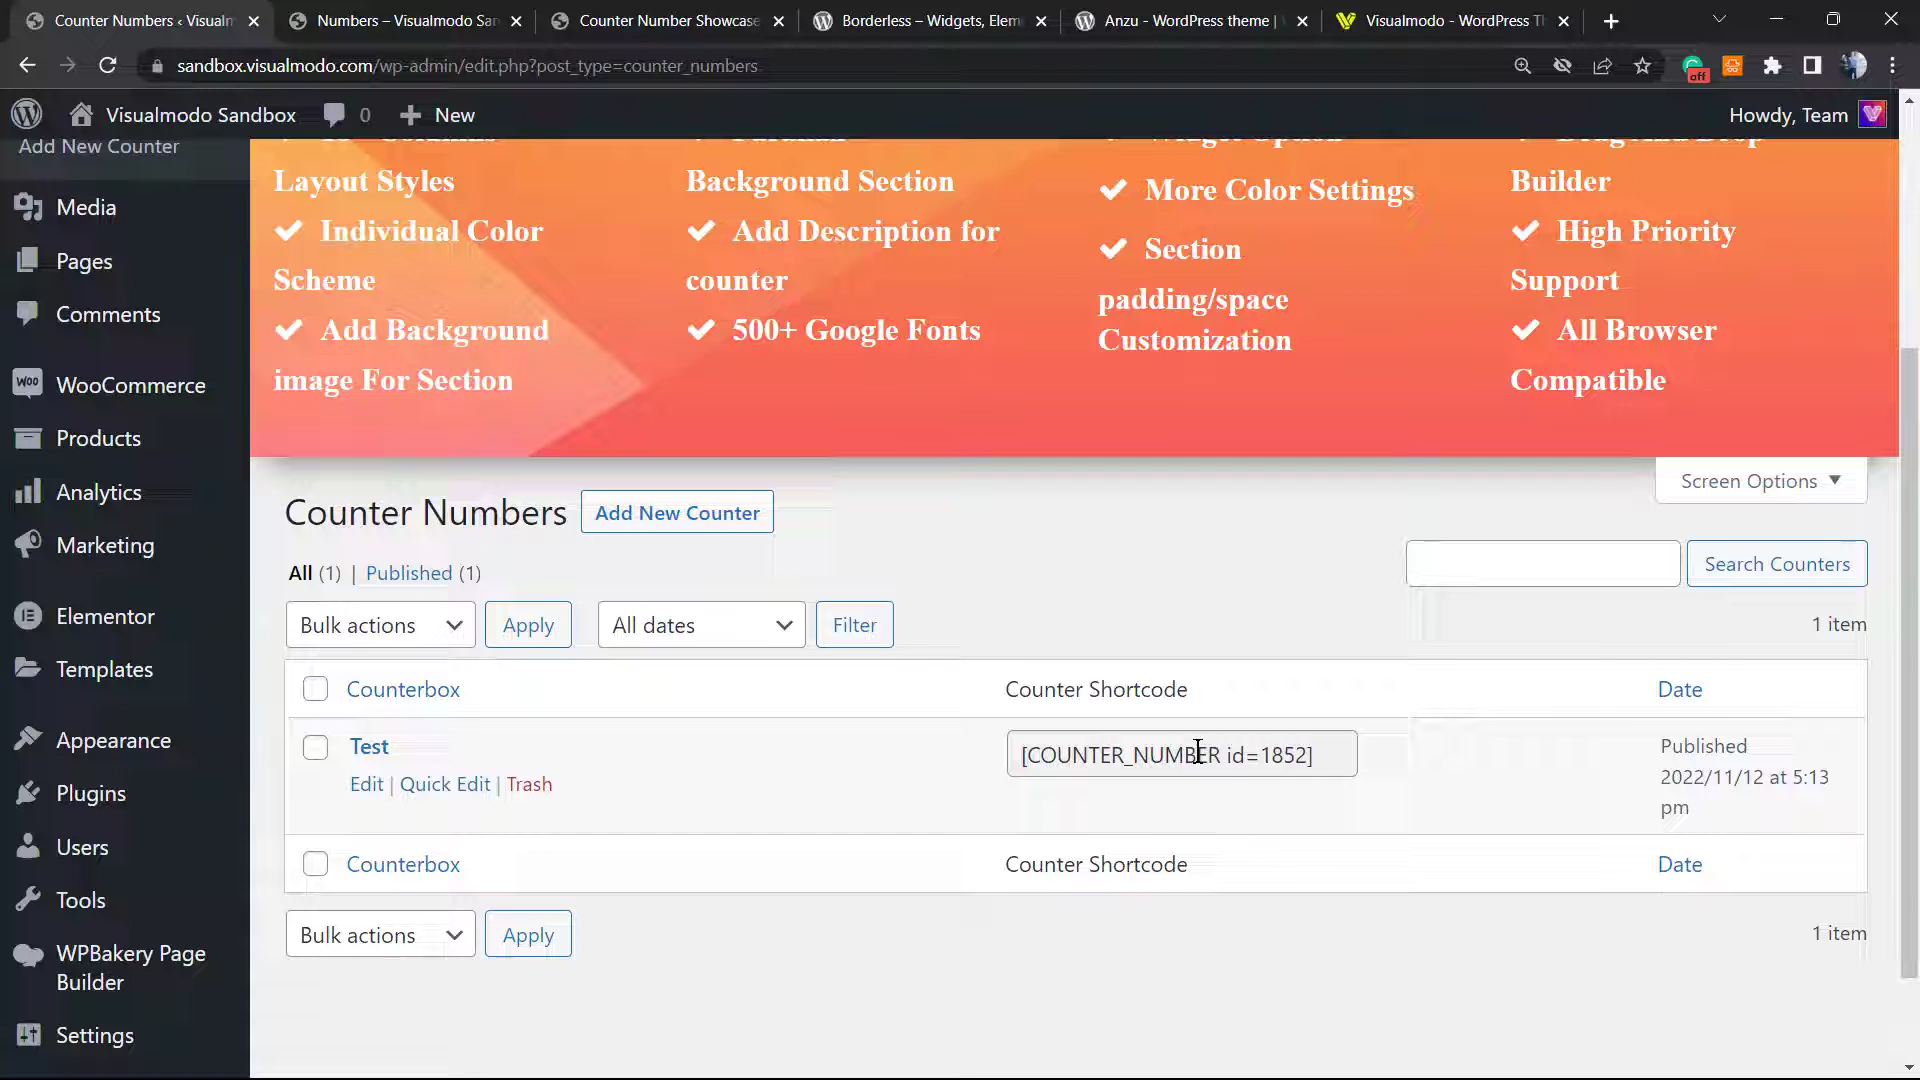 Counter Numbers ‹ Visualm
Numbers – Visualmodo San
Counter Number Showcase
Borderless – Widgets, Elem
Anzu - WordPress theme |
Visualmodo - WordPress Th
sandbox.visualmodo.com/wp-admin/edit.php?post_type=counter_numbers
off
Visualmodo Sandbox
0
New
Howdy, Team
Add New Counter
Media
Pages
Comments
WooCommerce
Products
Analytics
Marketing
Elementor
Templates
Appearance
Plugins
Users
Tools
WPBakery Page
Builder
Settings
Layout Styles
Individual Color
Scheme
Add Background
image For Section
Background Section
Add Description for
counter
500+ Google Fonts
Widget Option
More Color Settings
Section
padding/space
Customization
Drag And Drop
Builder
High Priority
Support
All Browser
Compatible
Screen Options
Counter Numbers
Add New Counter
All (1) | Published (1)
Search Counters
Bulk actions
Apply
All dates
Filter
1 item
Counterbox
Counter Shortcode
Date
Test
Edit | Quick Edit | Trash
[COUNTER_NUMBER id=1852]
Published
2022/11/12 at 5:13
pm
Counterbox
Counter Shortcode
Date
Bulk actions
Apply
1 item